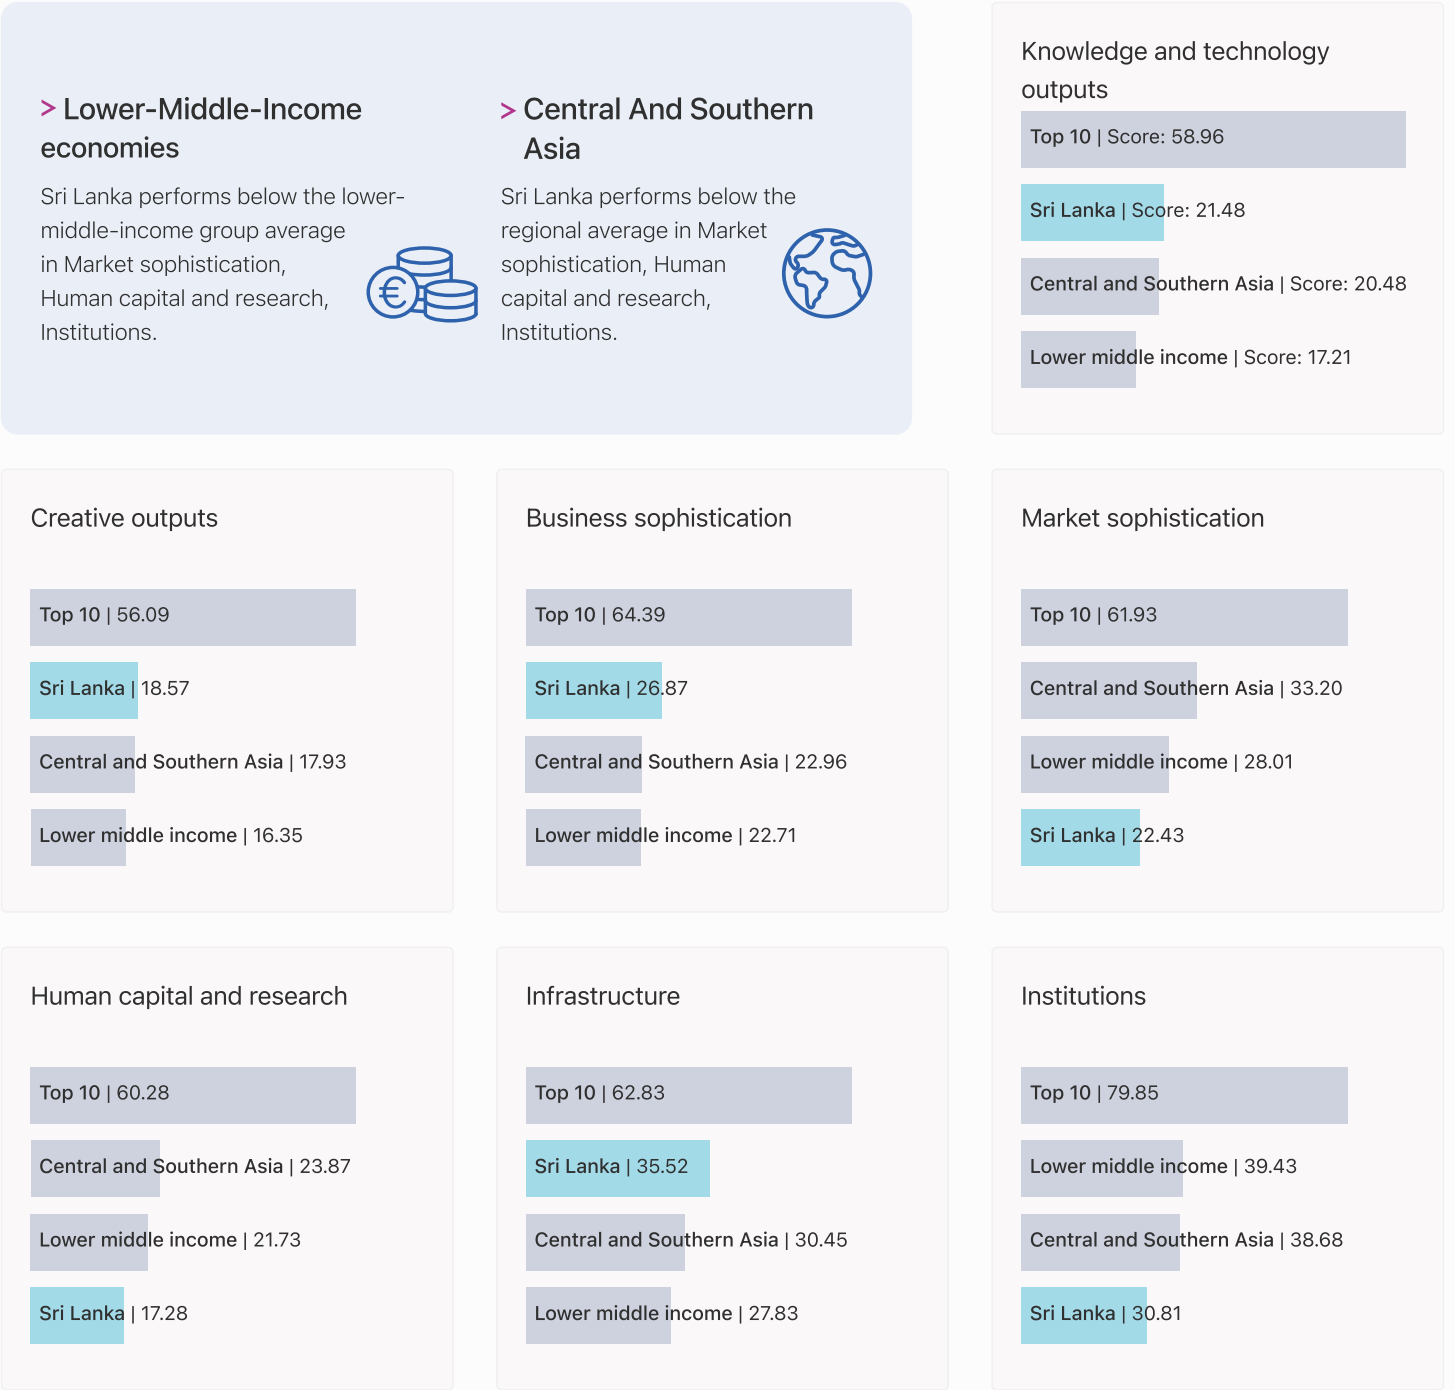 > Lower-Middle-Income
economies
Sri Lanka performs below the lower-
middle-income group average
in Market sophistication,
Human capital and research,
Institutions.
> Central And Southern
Asia
Sri Lanka performs below the
regional average in Market
sophistication, Human
capital and research,
Institutions.
Knowledge and technology
outputs
Top 10 | Score: 58.96
Sri Lanka | Score: 21.48
Central and Southern Asia | Score: 20.48
Lower middle income | Score: 17.21
Creative outputs
Top 10 | 56.09
Sri Lanka | 18.57
Central and Southern Asia | 17.93
Lower middle income | 16.35
Business sophistication
Top 10 | 64.39
Sri Lanka | 26.87
Central and Southern Asia | 22.96
Lower middle income | 22.71
Market sophistication
Top 10 | 61.93
Central and Southern Asia | 33.20
Lower middle income | 28.01
Sri Lanka | 22.43
Human capital and research
Top 10 | 60.28
Central and Southern Asia | 23.87
Lower middle income | 21.73
Sri Lanka | 17.28
Infrastructure
Top 10 | 62.83
Sri Lanka | 35.52
Central and Southern Asia | 30.45
Lower middle income | 27.83
Institutions
Top 10 | 79.85
Lower middle income | 39.43
Central and Southern Asia | 38.68
Sri Lanka | 30.81